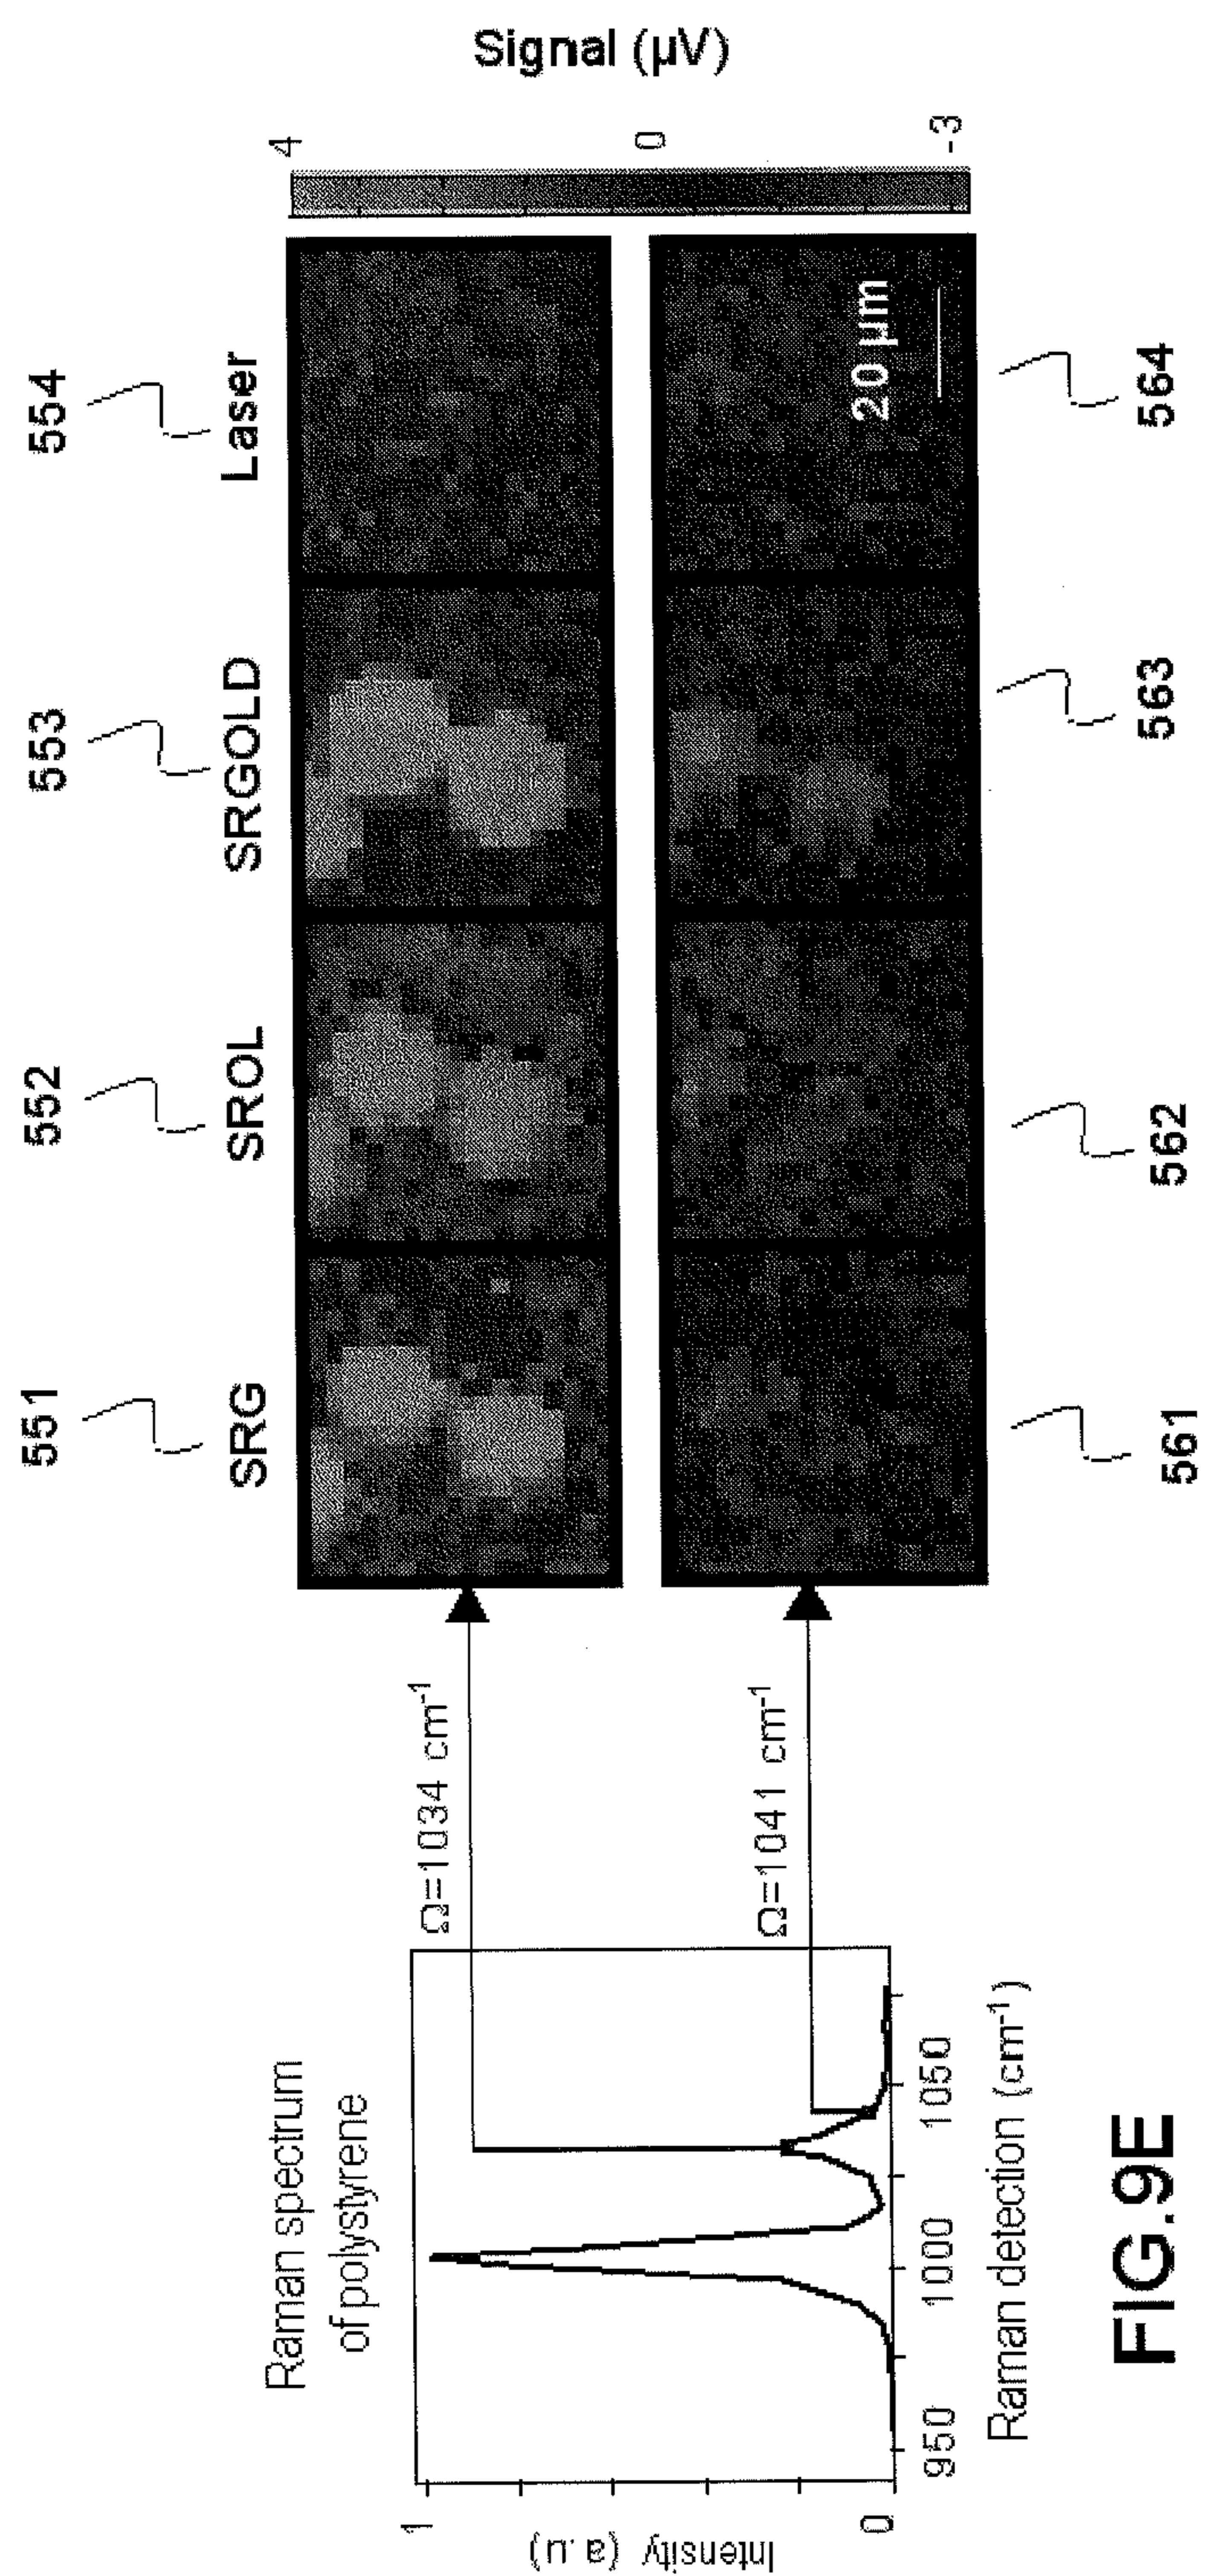 551
552
553
554
SRG
SROL
SRGOLD
Laser
Raman spectrum
of polystyrene
Ω=1034 cm-1
Ω=1041 cm-1
1
0
Intensity (a.u)
950
1000
1050
Raman detection (cm-1)
20 µm
4
0
-3
Signal (µV)
561
562
563
564
FIG.9E